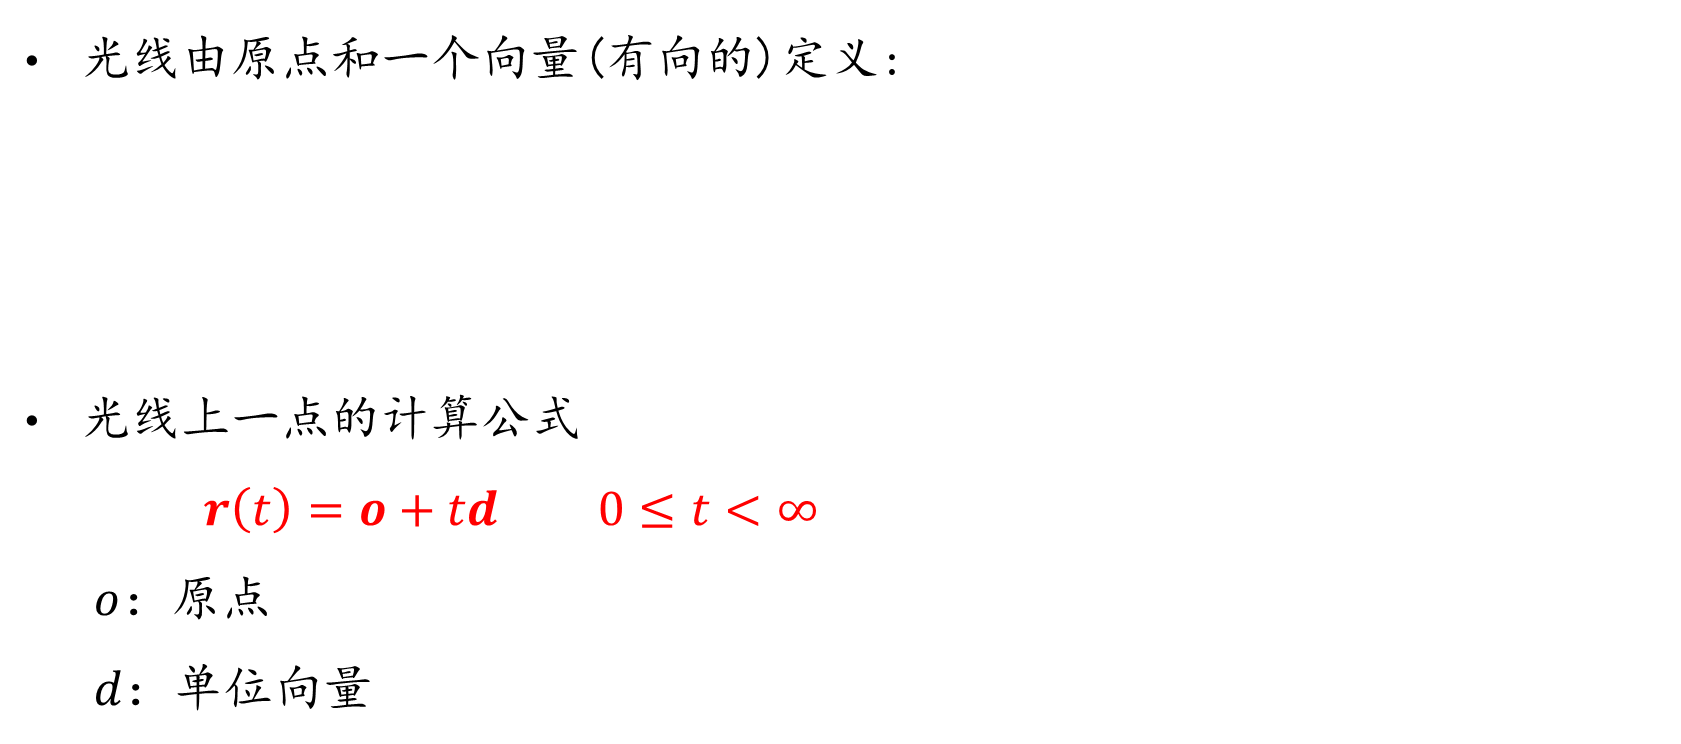 • 光线由原点和一个向量(有向的)定义:
• 光线上一点的计算公式
r(t) = o + td  0 ≤ t < ∞
o: 原点
d: 单位向量